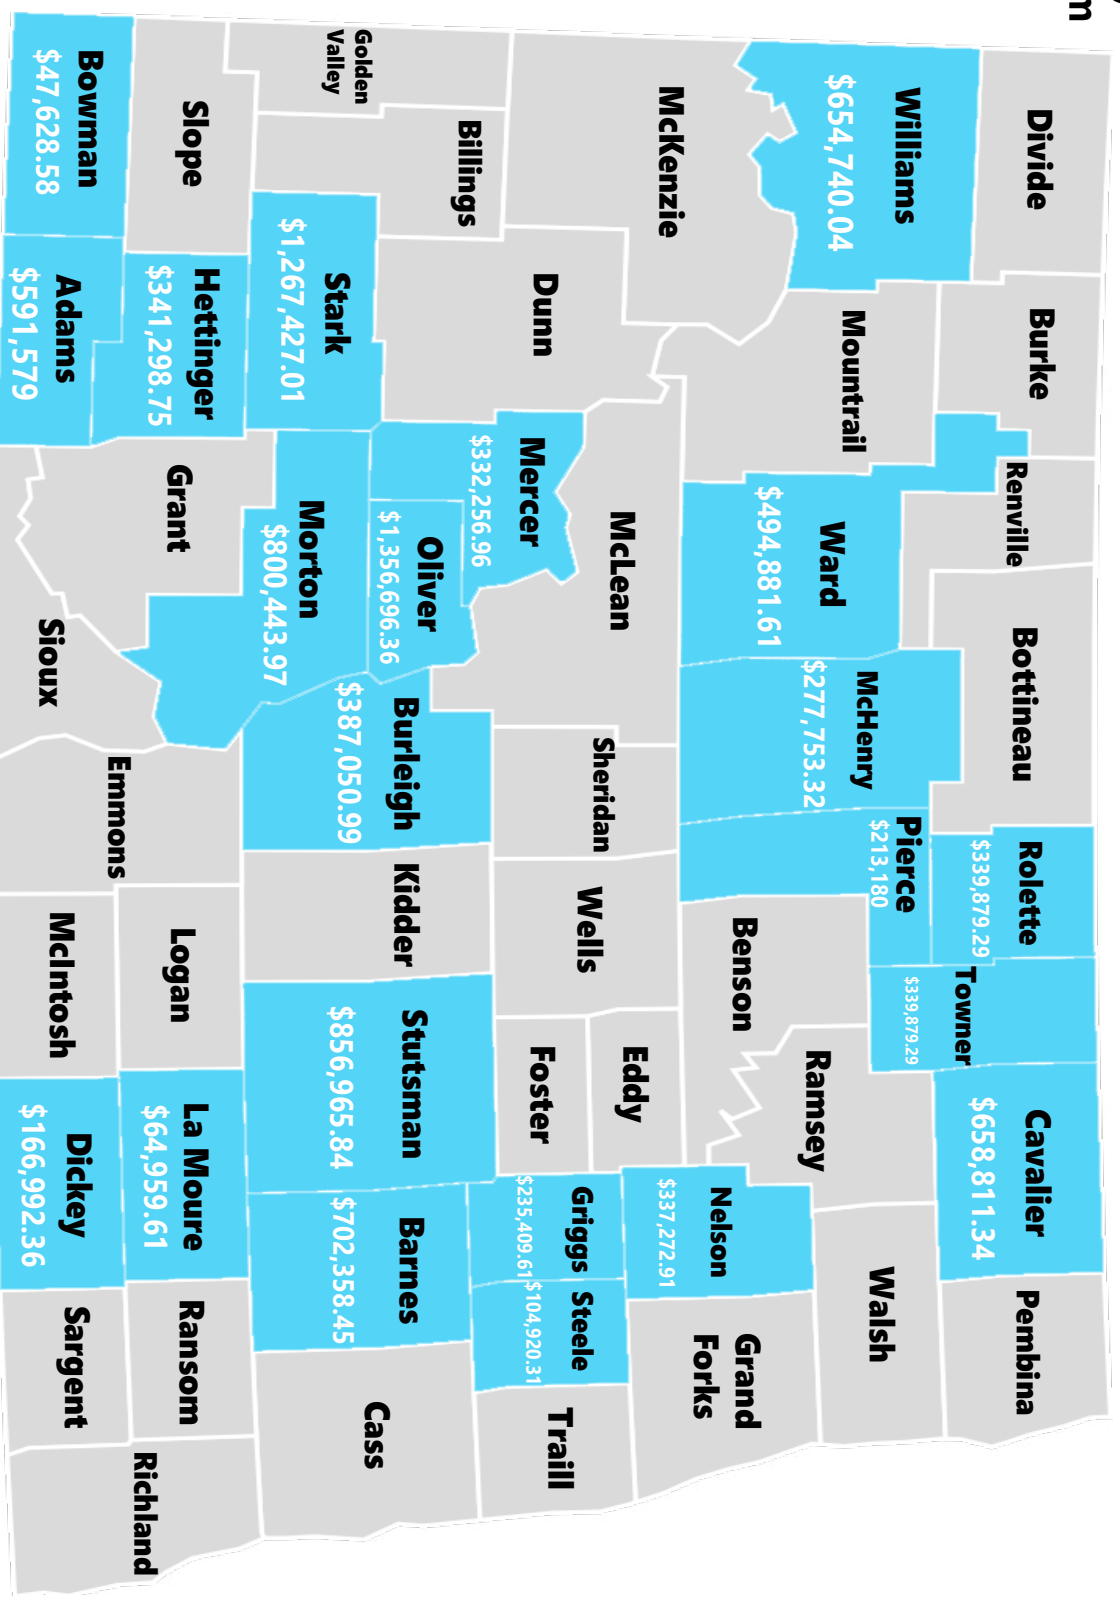 m
Divide
Burke
Renville
Bottineau
Rolette
$339,879.29
Towner
$339,879.29
Cavalier
$658,811.34
Pembina
Williams
$654,740.04
Mountrail
Ward
$494,881.61
McHenry
$277,753.32
Pierce
$213,180
Benson
Ramsey
Walsh
McKenzie
Nelson
$337,272.91
Grand
Forks
Golden
Valley
Billings
Dunn
Mercer
$332,256.96
Oliver
$1,356,696.36
McLean
Sheridan
Wells
Eddy
Foster
Griggs
$235,409.61
Steele
$104,920.31
Traill
Slope
Stark
$1,267,427.01
Morton
$800,443.97
Burleigh
$387,050.99
Kidder
Stutsman
$856,965.84
Barnes
$702,358.45
Cass
Hettinger
$341,298.75
Grant
Bowman
$47,628.58
Adams
$591,579
Sioux
Emmons
Logan
McIntosh
La Moure
$64,959.61
Dickey
$166,992.36
Ransom
Sargent
Richland